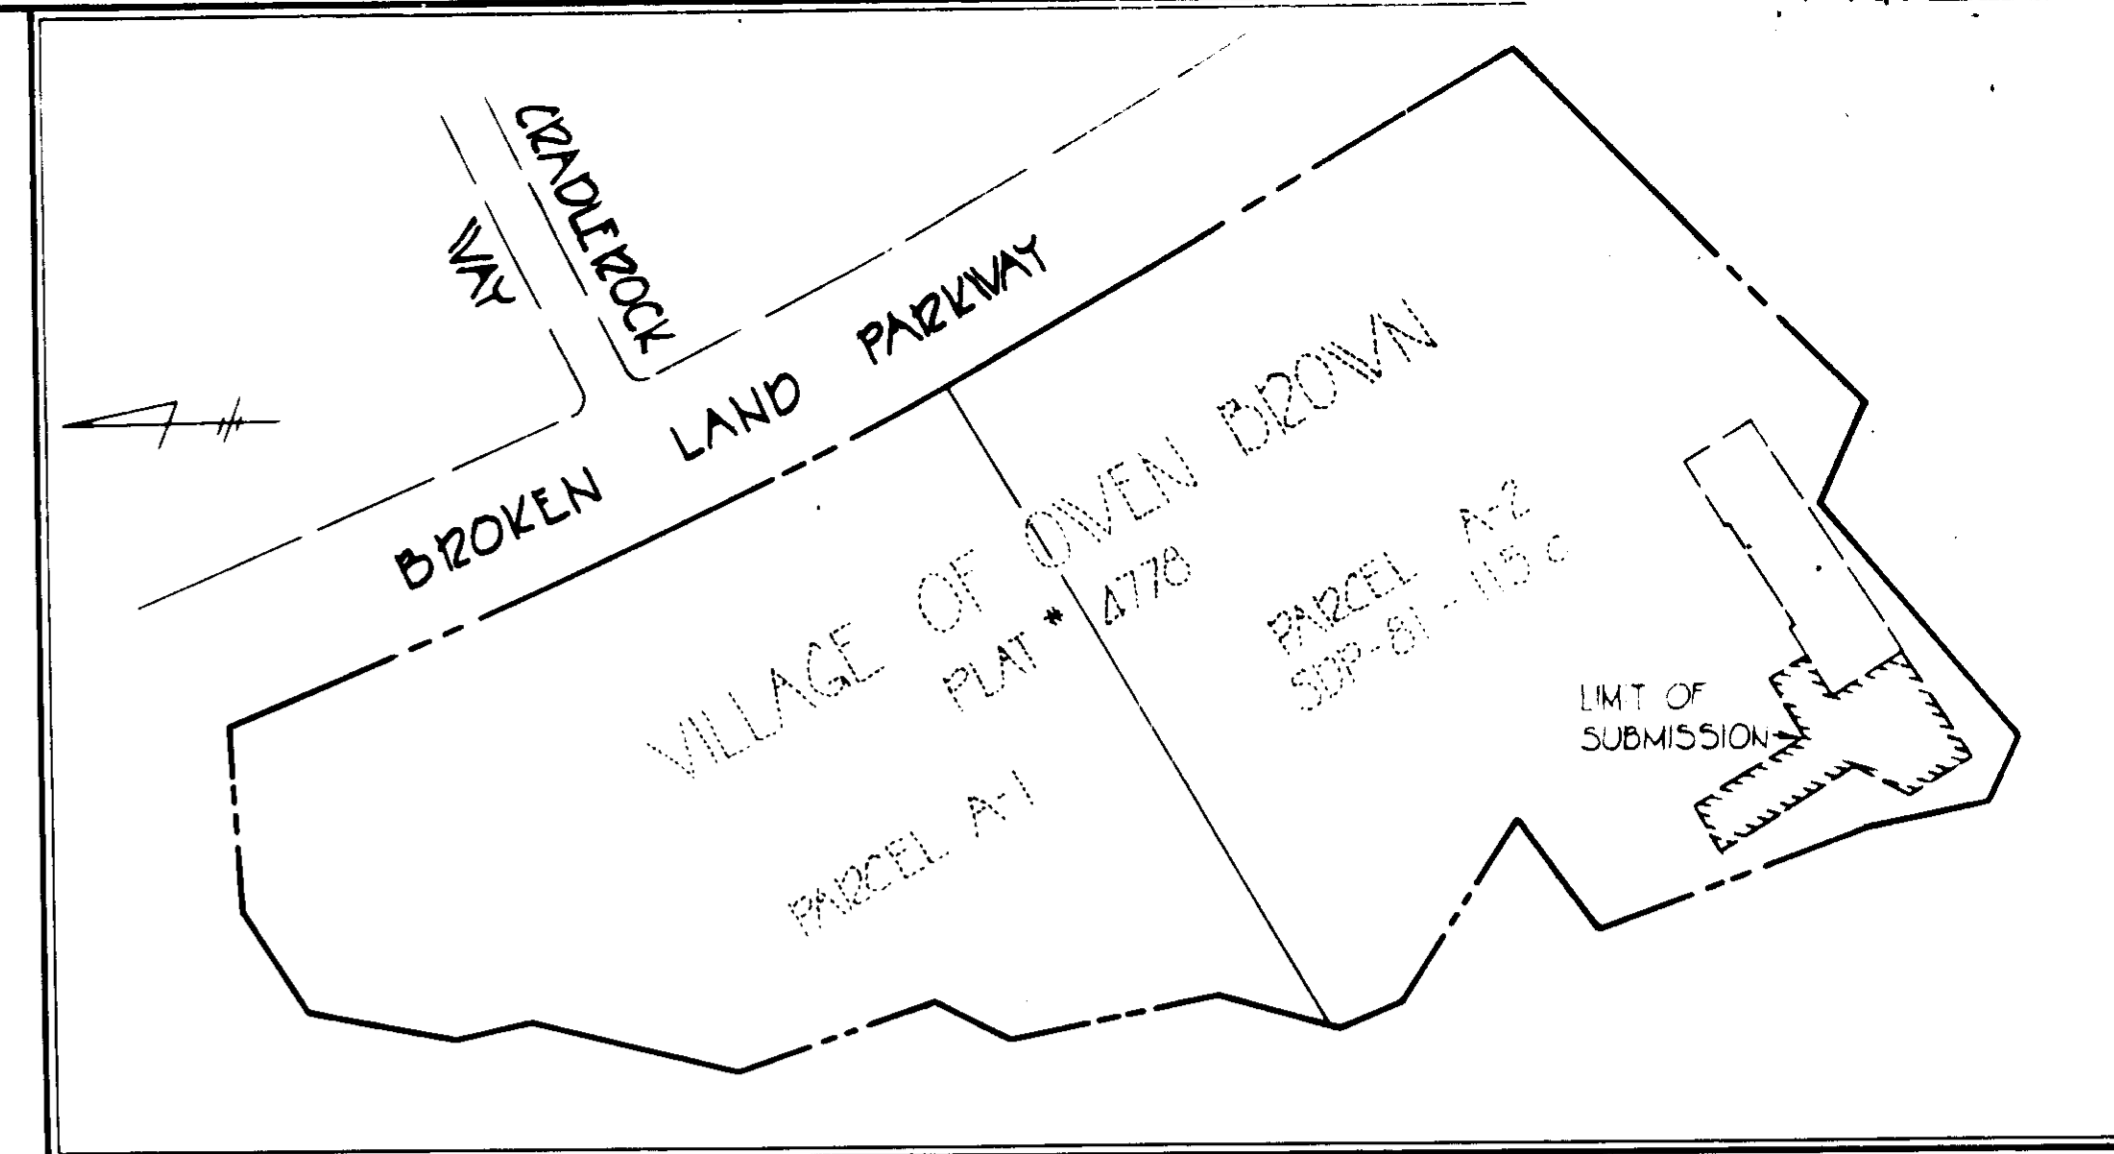 CRADLEROCK
WAY
BROKEN LAND PARKWAY
VILLAGE OF OWEN BROWN
PLAT # 4778
PARCEL A-1
PARCEL A-2
SDP-81-115c
LIMIT OF
SUBMISSION